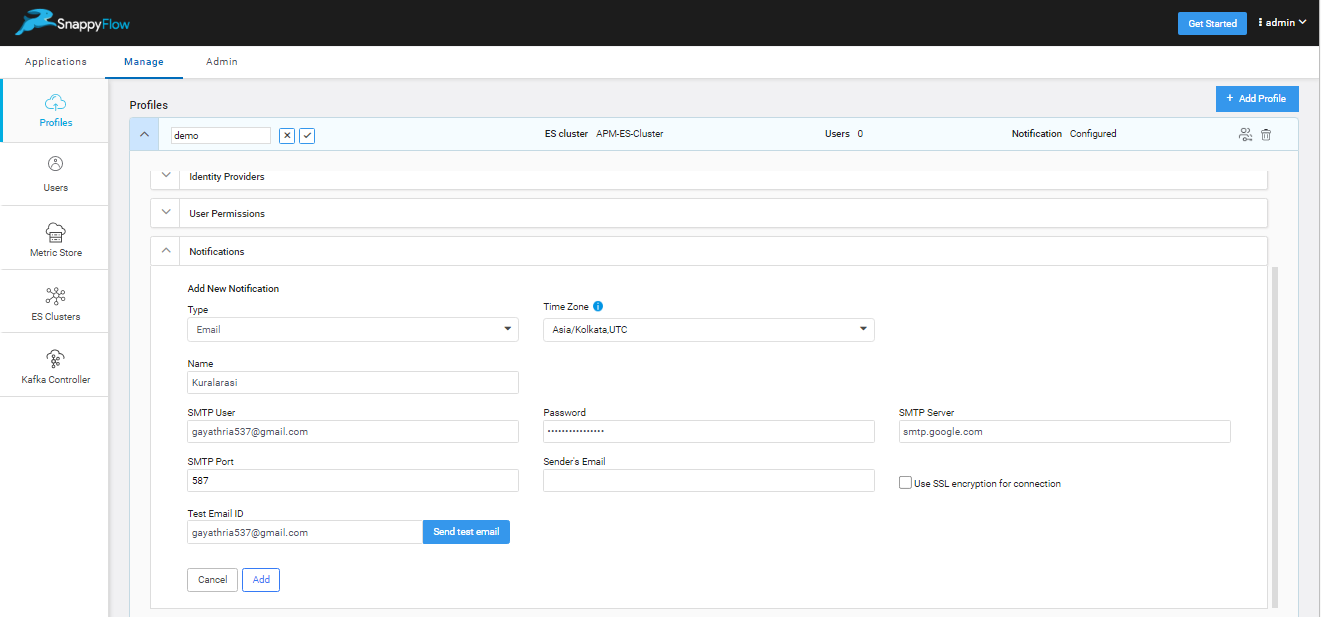 SnappyFlow
Get Started
admin
Applications
Manage
Admin
Profiles
Users
Metric Store
ES Clusters
Kafka Controller
Profiles
+ Add Profile
demo
ES cluster APM-ES-Cluster
Users 0
Notification Configured
Identity Providers
User Permissions
Notifications
Add New Notification
Type
Email
Time Zone
Asia/Kolkata,UTC
Name
Kuralarasi
SMTP User
gayathria537@gmail.com
Password
SMTP Server
smtp.google.com
SMTP Port
587
Sender's Email
Use SSL encryption for connection
Test Email ID
gayathria537@gmail.com
Send test email
Cancel
Add